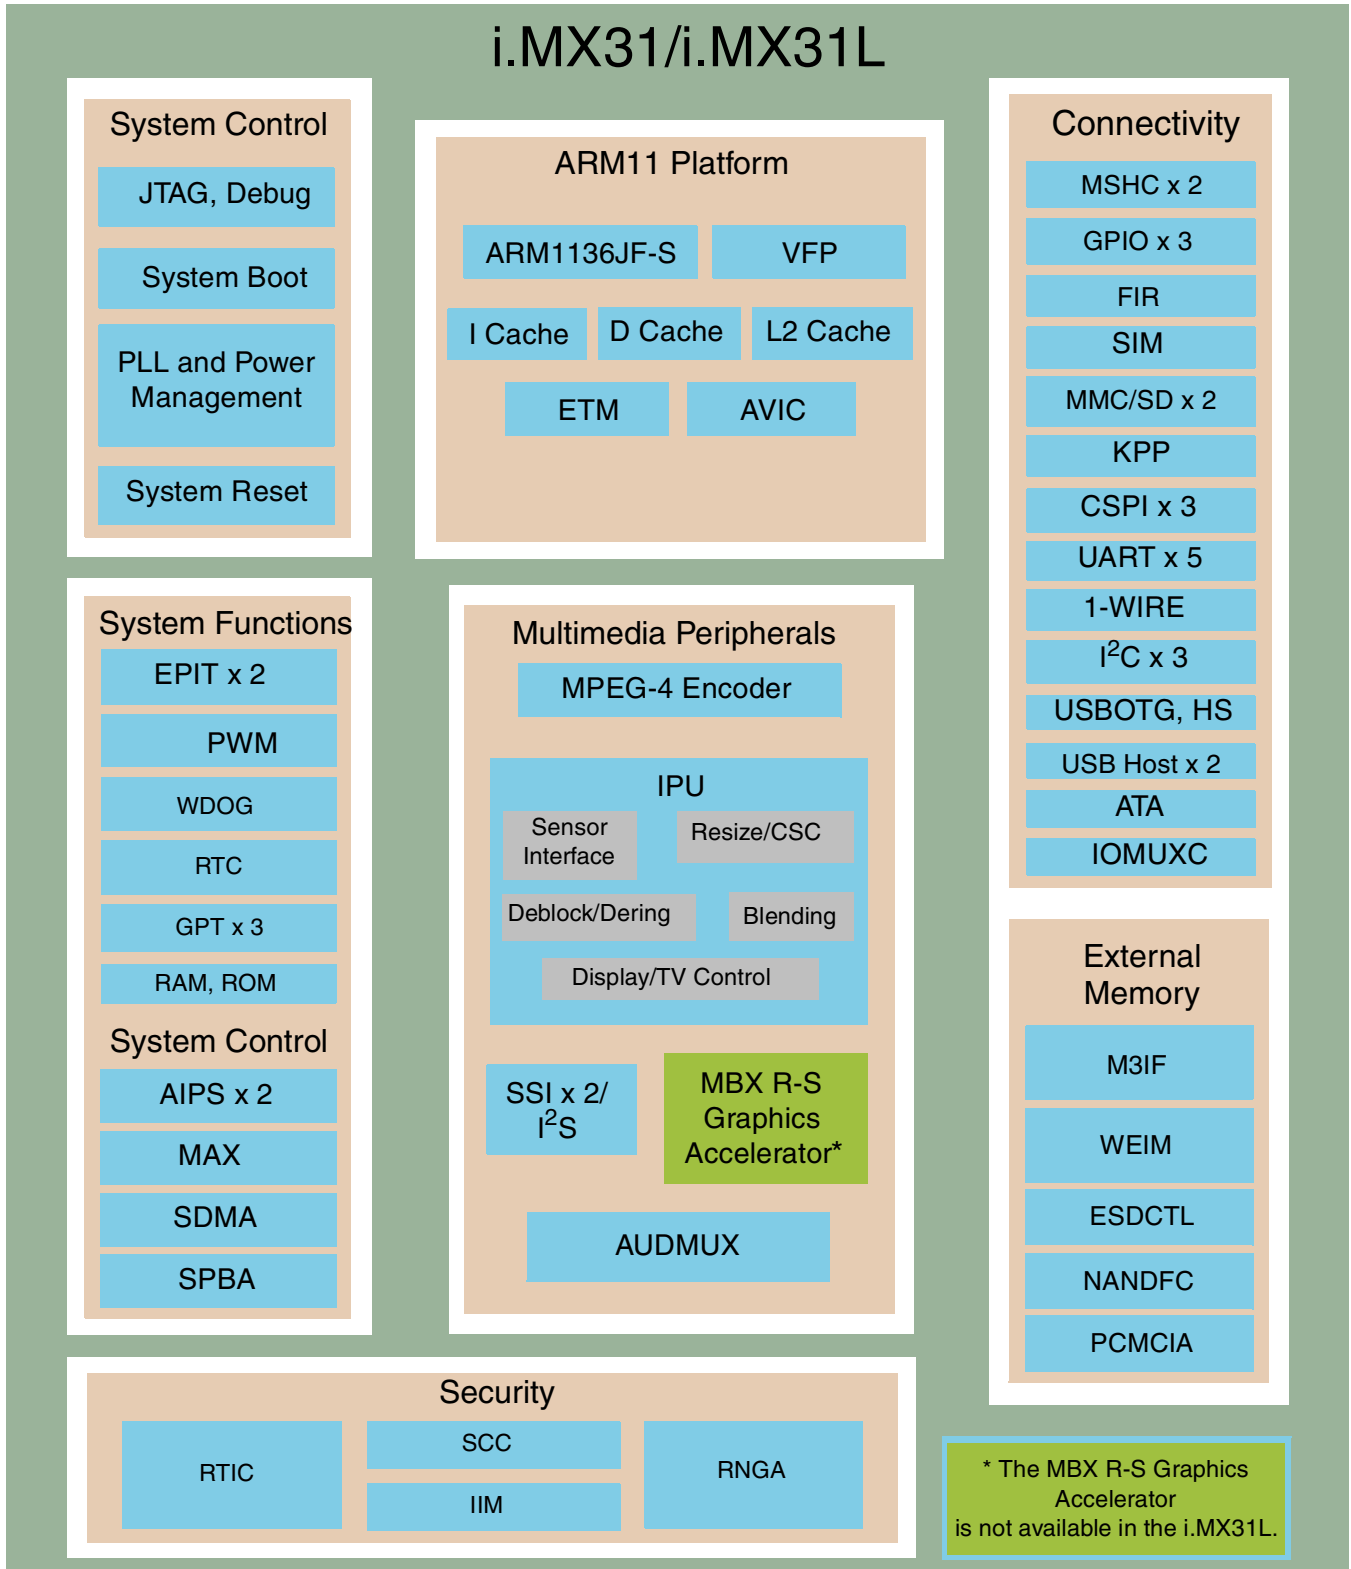 i.MX31/i.MX31L
System Control
JTAG, Debug
System Boot
PLL and Power
Management
System Reset
ARM11 Platform
ARM1136JF-S
VFP
I Cache
D Cache
L2 Cache
ETM
AVIC
Connectivity
MSHC x 2
GPIO x 3
FIR
SIM
MMC/SD x 2
KPP
CSPI x 3
UART x 5
1-WIRE
I²C x 3
USBOTG, HS
USB Host x 2
ATA
IOMUXC
System Functions
EPIT x 2
PWM
WDOG
RTC
GPT x 3
RAM, ROM
System Control
AIPS x 2
MAX
SDMA
SPBA
Multimedia Peripherals
MPEG-4 Encoder
IPU
Sensor
Interface
Resize/CSC
Deblock/Dering
Blending
Display/TV Control
SSI x 2/
I²S
MBX R-S
Graphics
Accelerator*
AUDMUX
External
Memory
M3IF
WEIM
ESDCTL
NANDFC
PCMCIA
Security
RTIC
SCC
IIM
RNGA
* The MBX R-S Graphics
Accelerator
is not available in the i.MX31L.